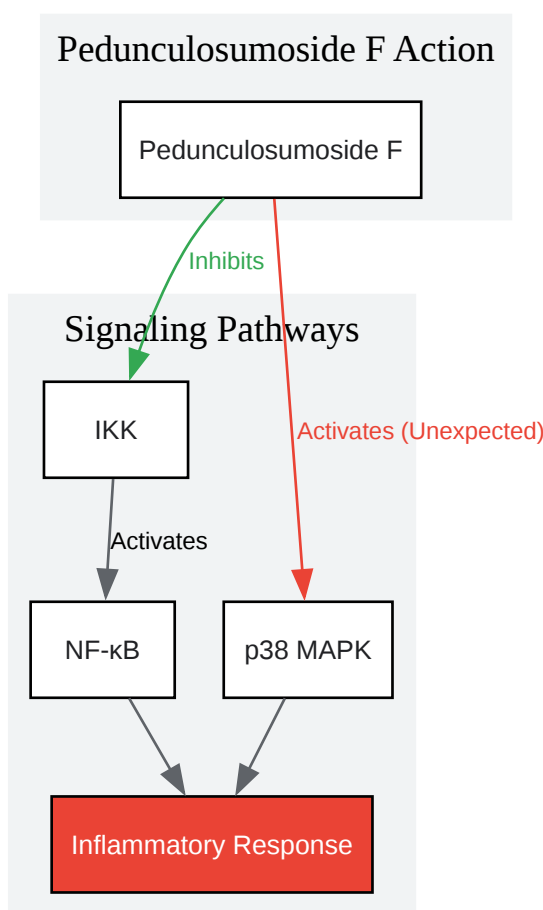 Pedunculosumoside F Action
Pedunculosumoside F
Inhibits
Signaling Pathways
IKK
Activates (Unexpected)
Activates
NF-κB
p38 MAPK
Inflammatory Response